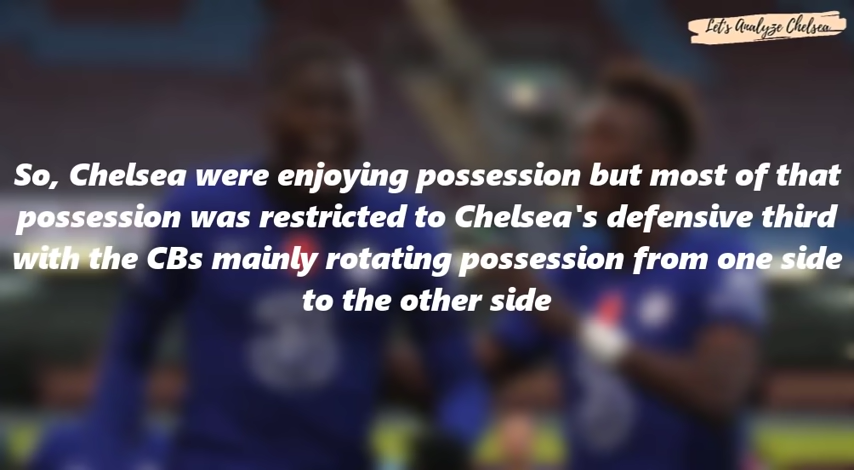 Let's Analyze Chelsea
So, Chelsea were enjoying possession but most of that
possession was restricted to Chelsea's defensive third
with the CBs mainly rotating possession from one side
to the other side